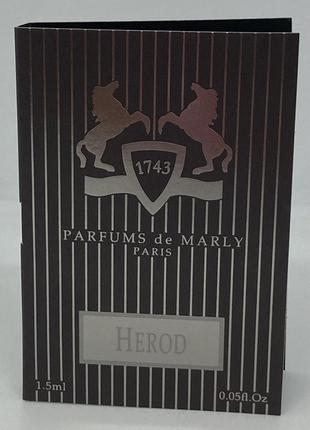 1743
PARFUMS de MARLY
PARIS
HEROD
1.5ml 0.05fl.Oz